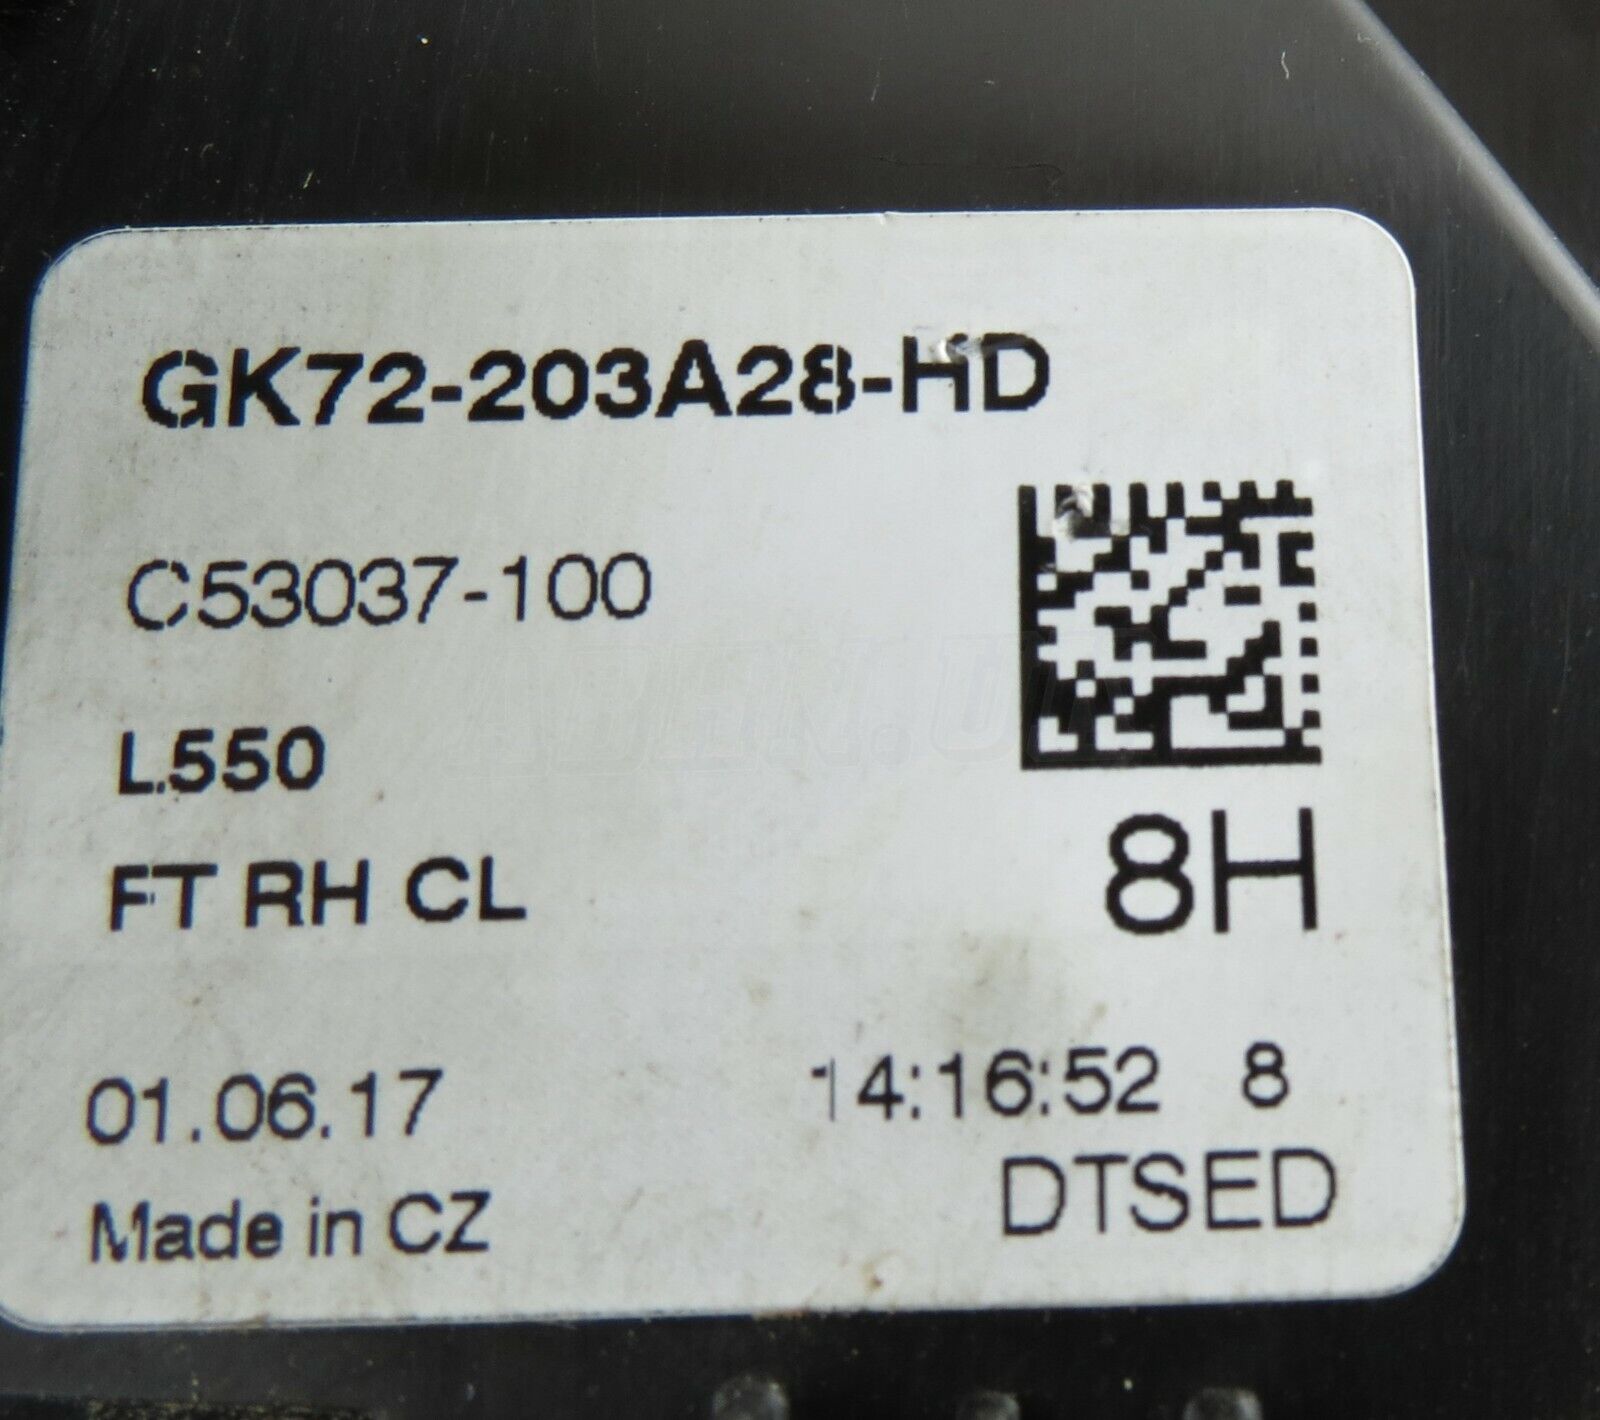 GK72-203A28-HD
C53037-100
L550
FT RH CL
8H
01.06.17 14:16:52 8
Made in CZ DTSED